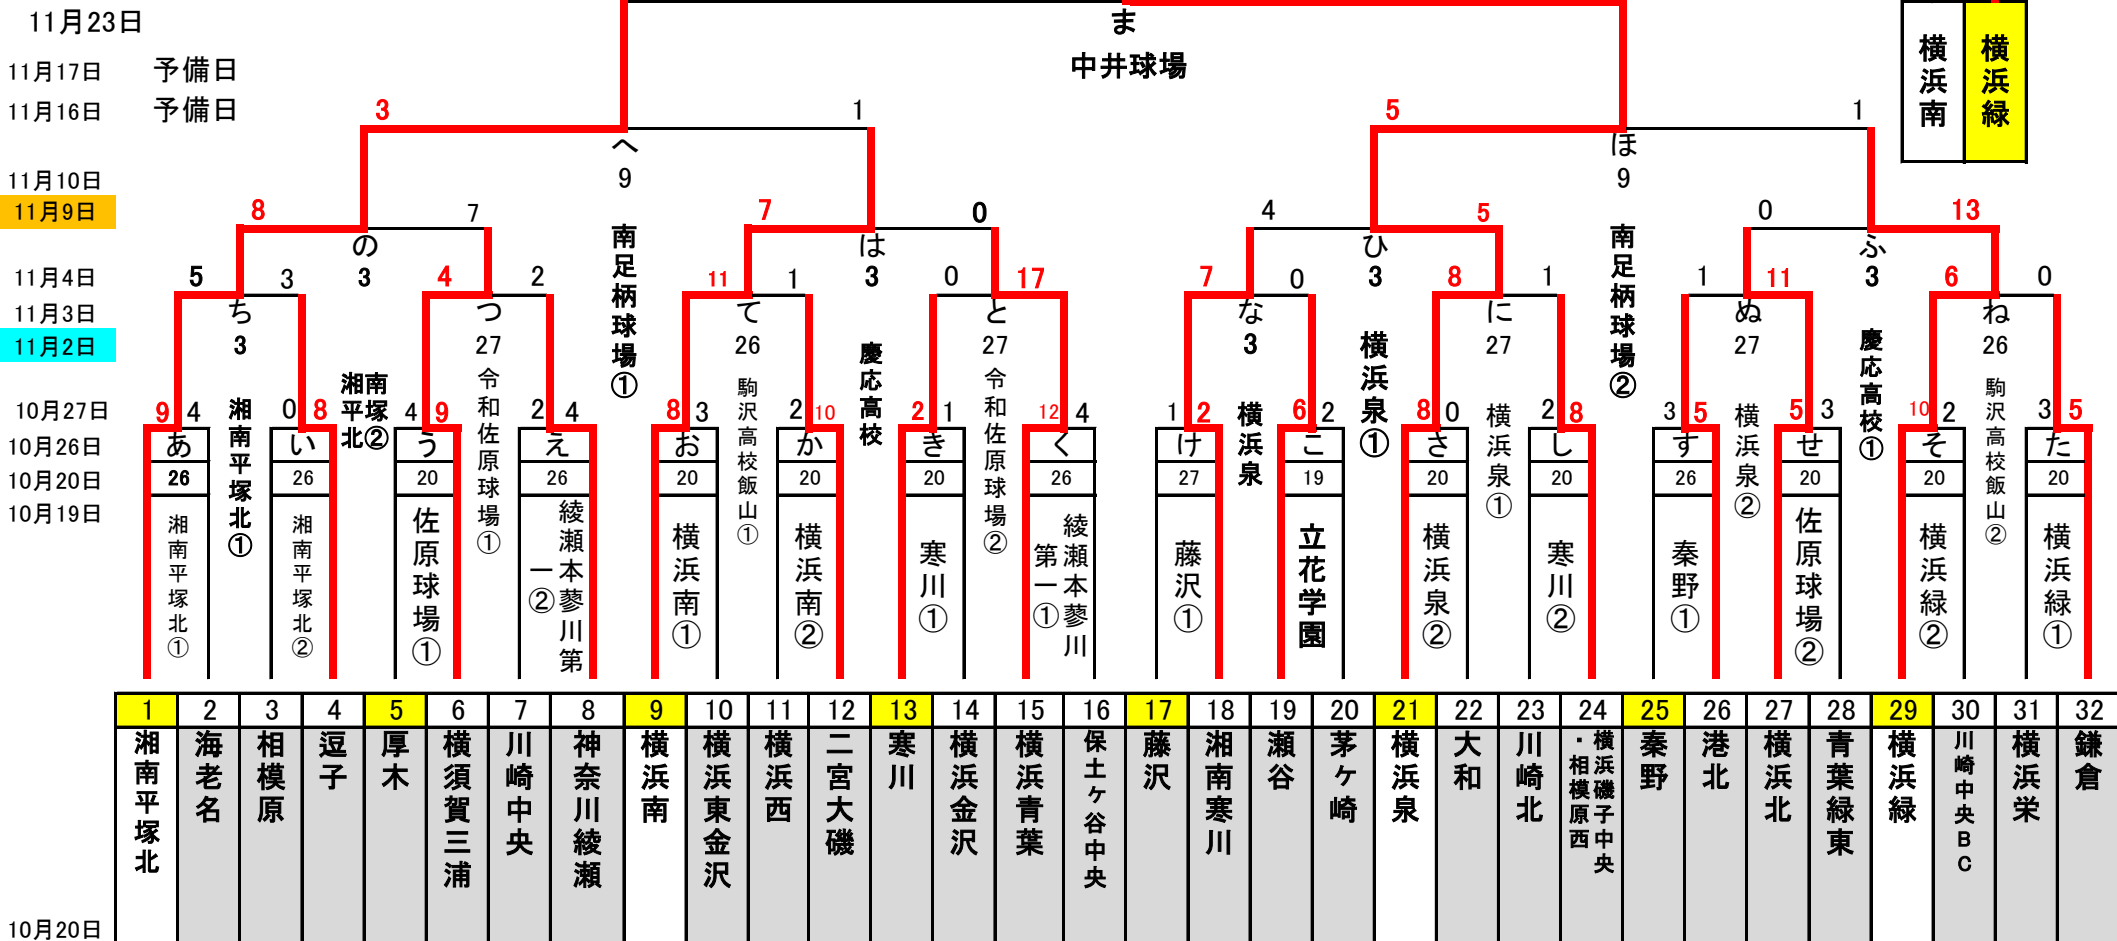 11月23日
ま
中井球場
横浜南
横浜緑
11月17日 予備日
11月16日 予備日
3 1 5 1
へ ほ
9 9
南足柄球場①
南足柄球場②
11月10日
11月9日
8 7 7 0 4 5 0 13
の は ひ ふ
3 3 3 3
湘南平塚北②
慶応高校
横浜泉①
慶応高校①
11月4日
5 3 4 2 11 1 0 17 7 0 8 1 1 11 6 0
11月3日
ち つ て と な に ぬ ね
11月2日
3 27 26 27 3 27 27 26
湘南平塚北①
令和佐原球場①
駒沢高校飯山①
令和佐原球場②
横浜泉
横浜泉①
横浜泉②
駒沢高校飯山②
10月27日
9 4 0 8 4 9 2 4 8 3 2 10 2 1 12 4 1 2 6 2 8 0 2 8 3 5 5 3 10 2 3 5
10月26日
あ い う え お か き く け こ さ し す せ そ た
10月20日
26 26 20 26 20 20 20 26 27 19 20 20 26 20 20 20
10月19日
湘南平塚北①
湘南平塚北②
佐原球場①
綾瀬本蓼川第一②
横浜南①
横浜南②
寒川①
綾瀬本蓼川第一①
藤沢①
立花学園
横浜泉②
寒川②
秦野①
佐原球場②
横浜緑②
横浜緑①
1 2 3 4 5 6 7 8 9 10 11 12 13 14 15 16 17 18 19 20 21 22 23 24 25 26 27 28 29 30 31 32
湘南平塚北
海老名
相模原
逗子
厚木
横須賀三浦
川崎中央
神奈川綾瀬
横浜南
横浜東金沢
横浜西
二宮大磯
寒川
横浜金沢
横浜青葉
保土ヶ谷中央
藤沢
湘南寒川
瀬谷
茅ケ崎
横浜泉
大和
川崎北
横浜磯子中央
・相模原西
秦野
港北
横浜北
青葉緑東
横浜緑
川崎中央BC
横浜栄
鎌倉
10月20日